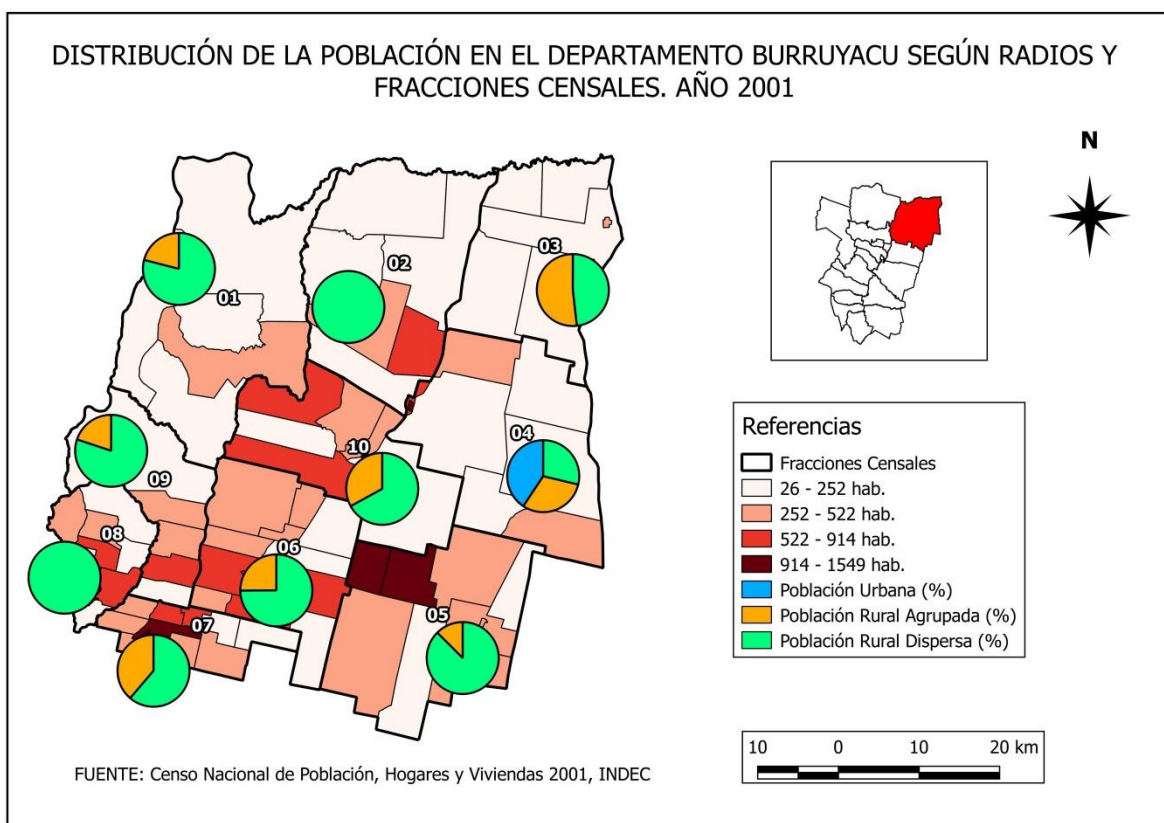 DISTRIBUCIÓN DE LA POBLACIÓN EN EL DEPARTAMENTO BURRUYACU SEGÚN RADIOS Y
FRACCIONES CENSALES. AÑO 2001
N
03
02
01
04
10
09
08
06
05
07
Referencias
Fracciones Censales
26 - 252 hab.
252 - 522 hab.
522 - 914 hab.
914 - 1549 hab.
Población Urbana (%)
Población Rural Agrupada (%)
Población Rural Dispersa (%)
10 0 10 20 km
FUENTE: Censo Nacional de Población, Hogares y Viviendas 2001, INDEC